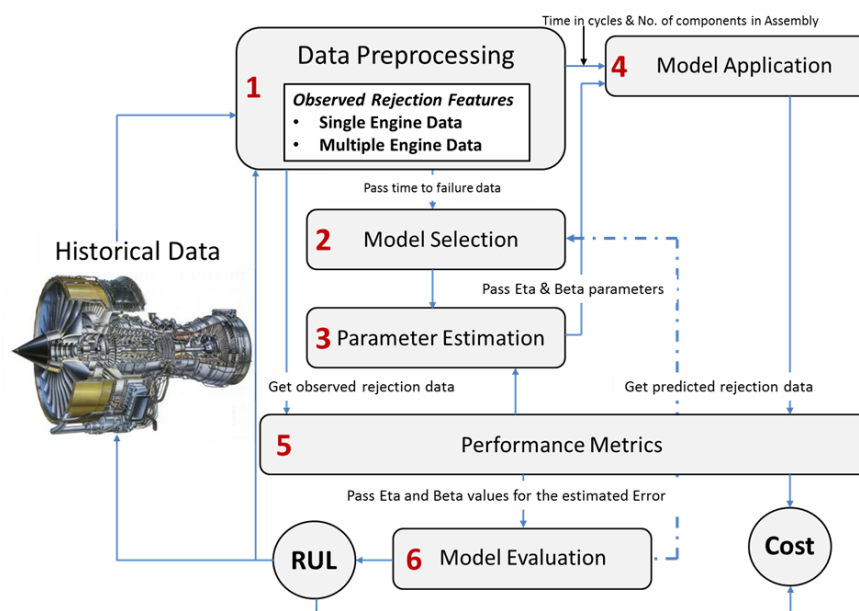 Time in cycles & No. of components in Assembly
Data Preprocessing
1
Observed Rejection Features
• Single Engine Data
• Multiple Engine Data
4 Model Application
Pass time to failure data
2 Model Selection
Historical Data
Pass Eta & Beta parameters
3 Parameter Estimation
Get observed rejection data
Get predicted rejection data
5 Performance Metrics
Pass Eta and Beta values for the estimated Error
RUL
6 Model Evaluation
Cost